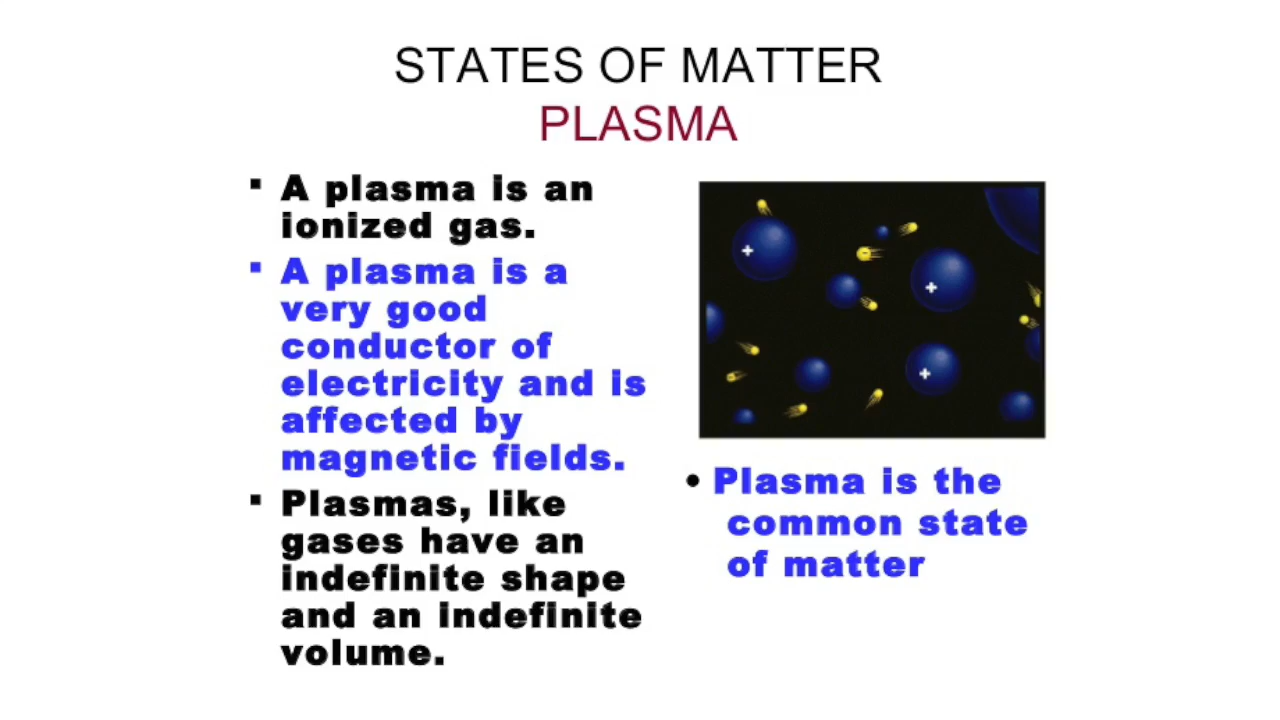 STATES OF MATTER
PLASMA
▪ A plasma is an
ionized gas.
▪ A plasma is a
very good
conductor of
electricity and is
affected by
magnetic fields.
▪ Plasmas, like
gases have an
indefinite shape
and an indefinite
volume.
+
+
+
• Plasma is the
common state
of matter